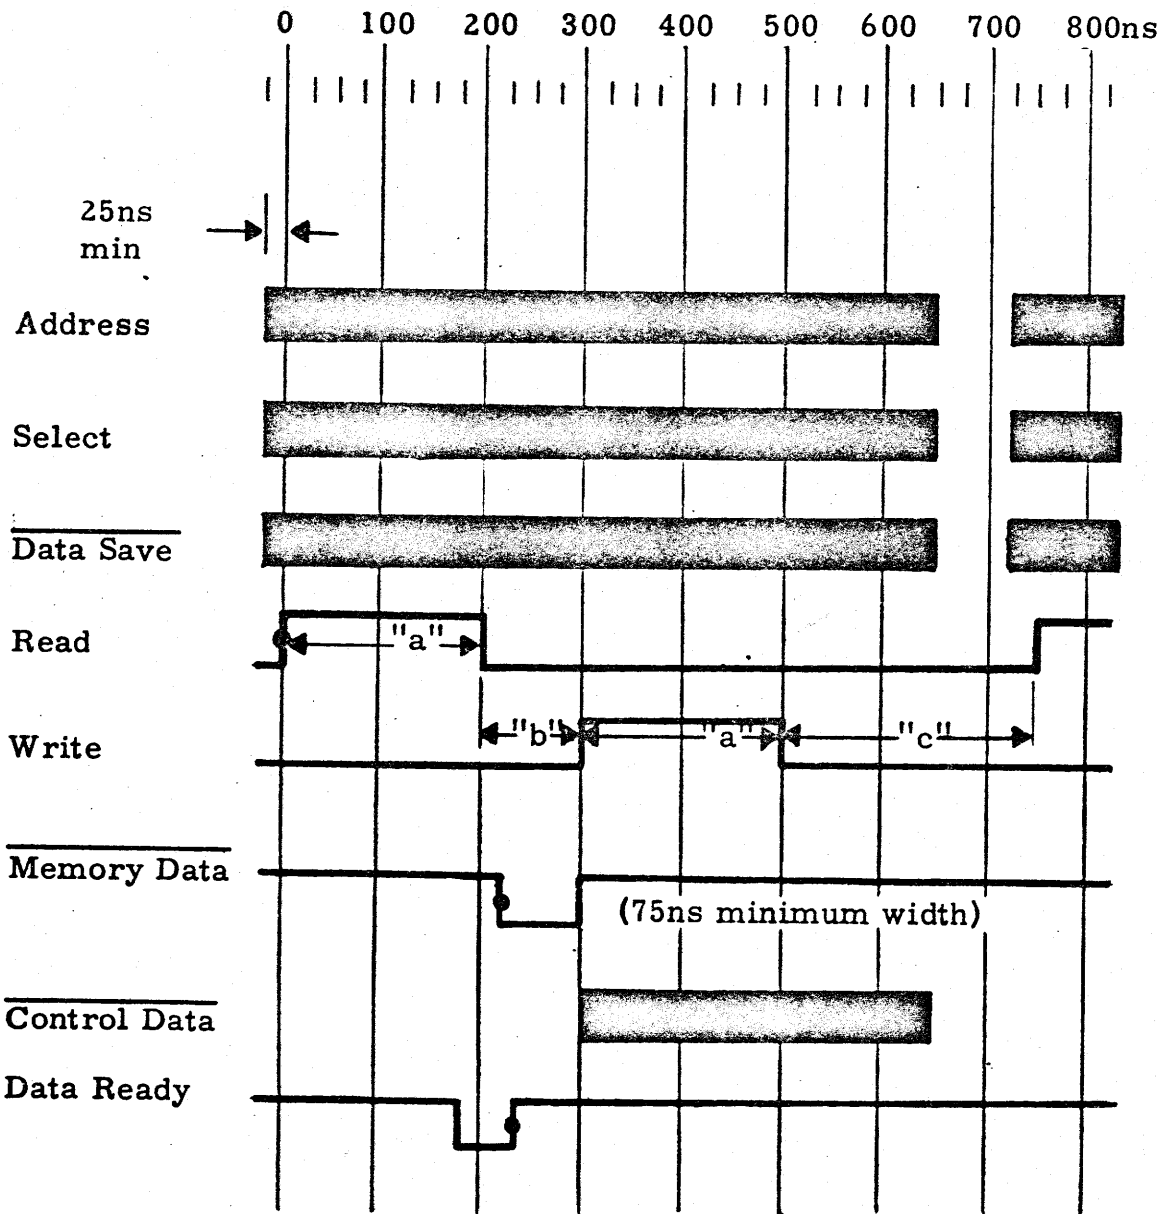 0 100 200 300 400 500 600 700 800ns
25ns
min
Address
Select
Data Save
Read
"a"
Write
"b"
"a"
"c"
Memory Data
(75ns minimum width)
Control Data
Data Ready